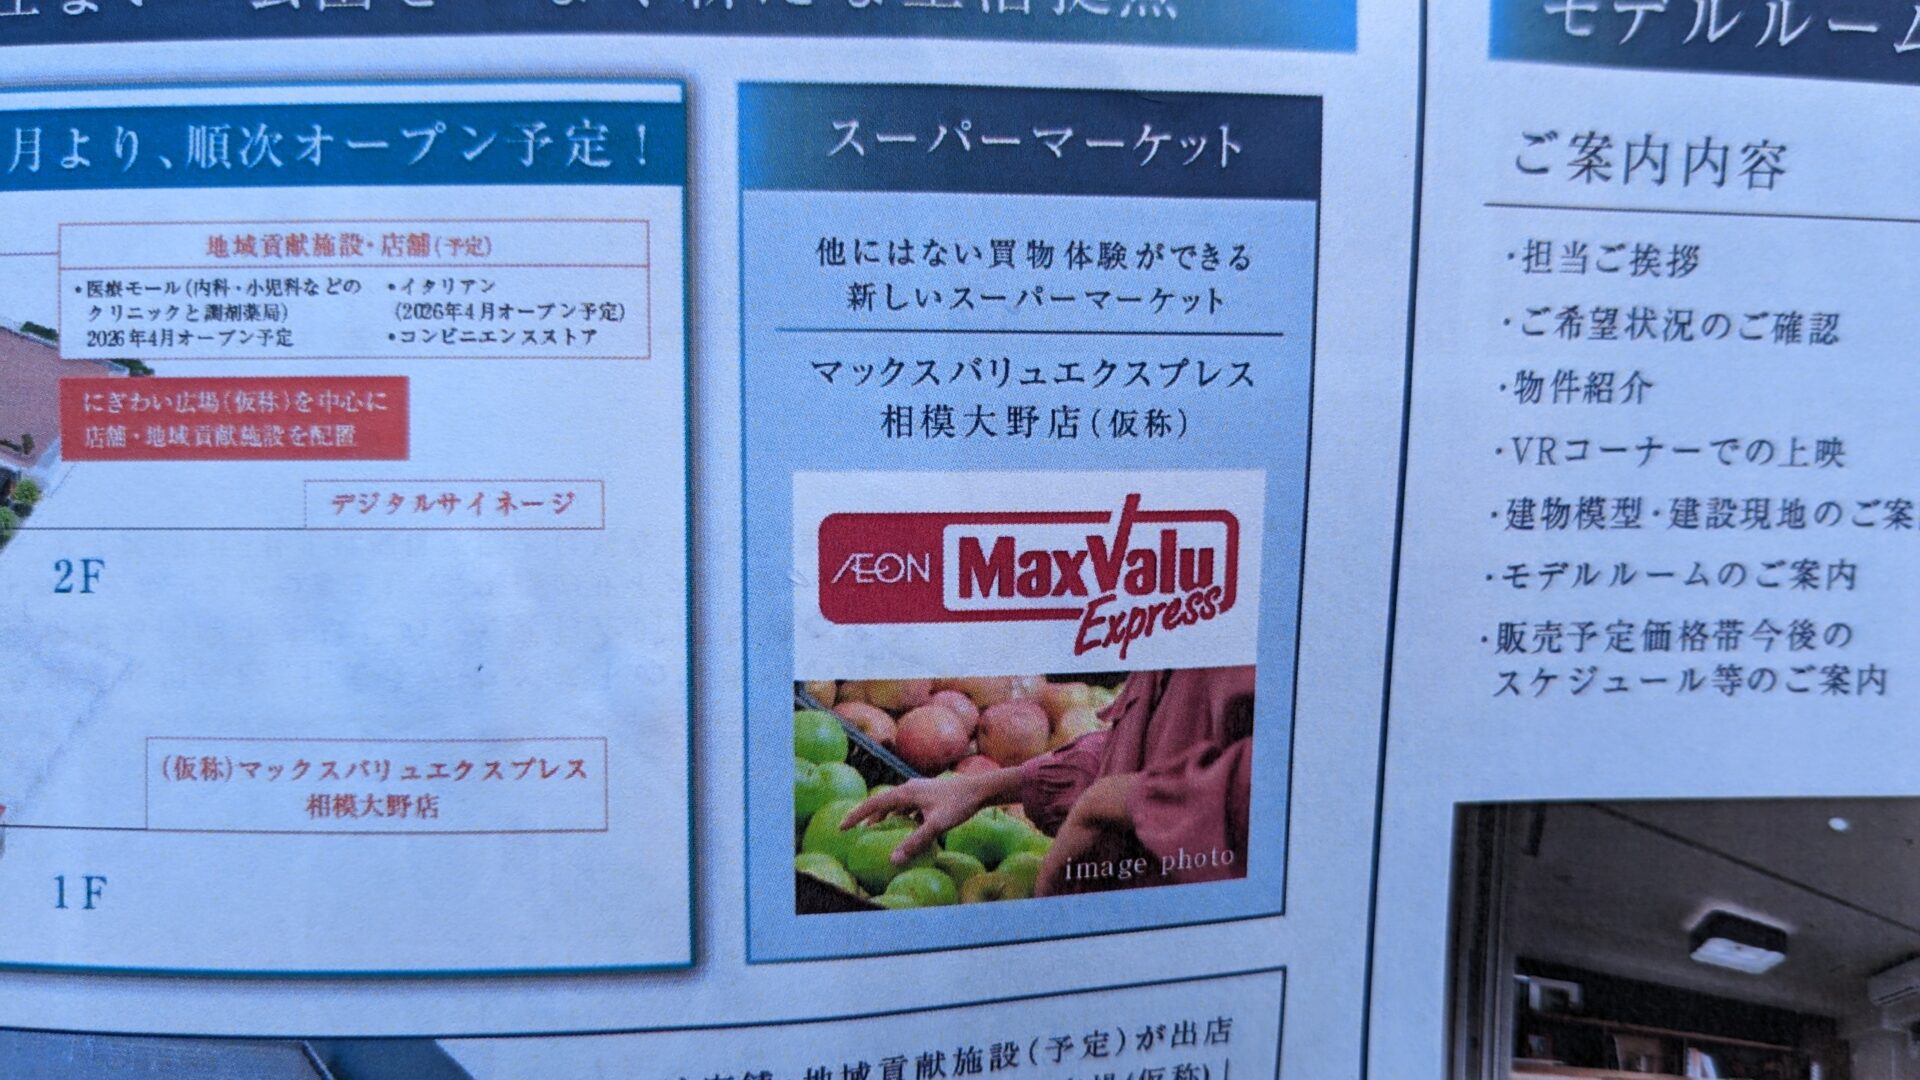 月より、順次オープン予定！
地域貢献施設・店舗(予定)
・医療モール(内科・小児科などの
クリニックと調剤薬局)
2026年4月オープン予定
・イタリアン
(2026年4月オープン予定)
・コンビニエンスストア
にぎわい広場(仮称)を中心に
店舗・地域貢献施設を配置
デジタルサイネージ
2F
(仮称)マックスバリュエクスプレス
相模大野店
1F
スーパーマーケット
他にはない買物体験ができる
新しいスーパーマーケット
マックスバリュエクスプレス
相模大野店(仮称)
ÆON MaxValu
Express
image photo
地域貢献施設(予定)が出店
(仮称)
モデルルーム
ご案内内容
・担当ご挨拶
・ご希望状況のご確認
・物件紹介
・VRコーナーでの上映
・建物模型・建設現地のご案
・モデルルームのご案内
・販売予定価格帯今後の
スケジュール等のご案内